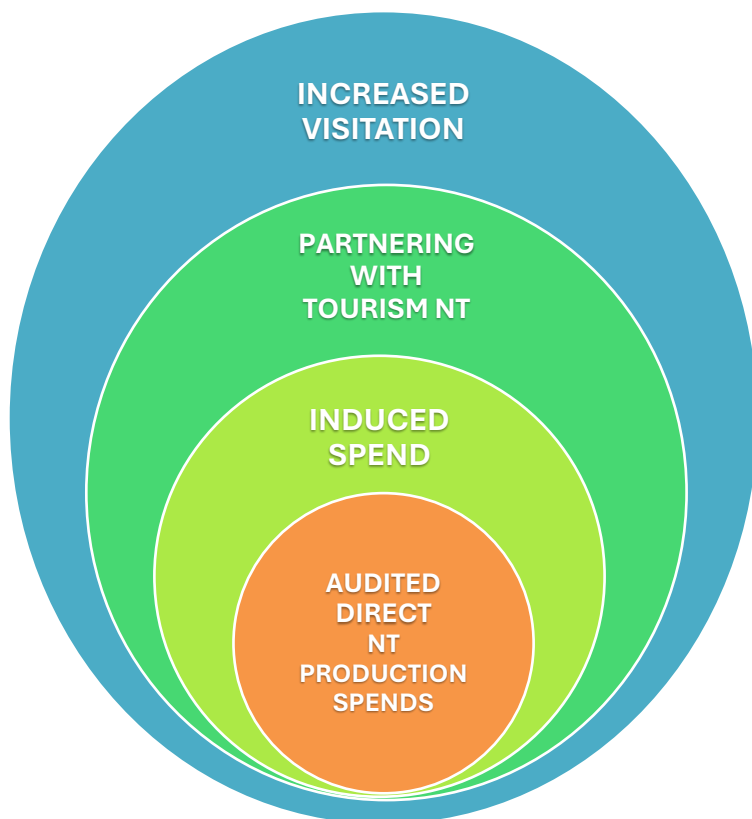 INCREASED
VISITATION
PARTNERING
WITH
TOURISM NT
INDUCED
SPEND
AUDITED
DIRECT
NT
PRODUCTION
SPENDS